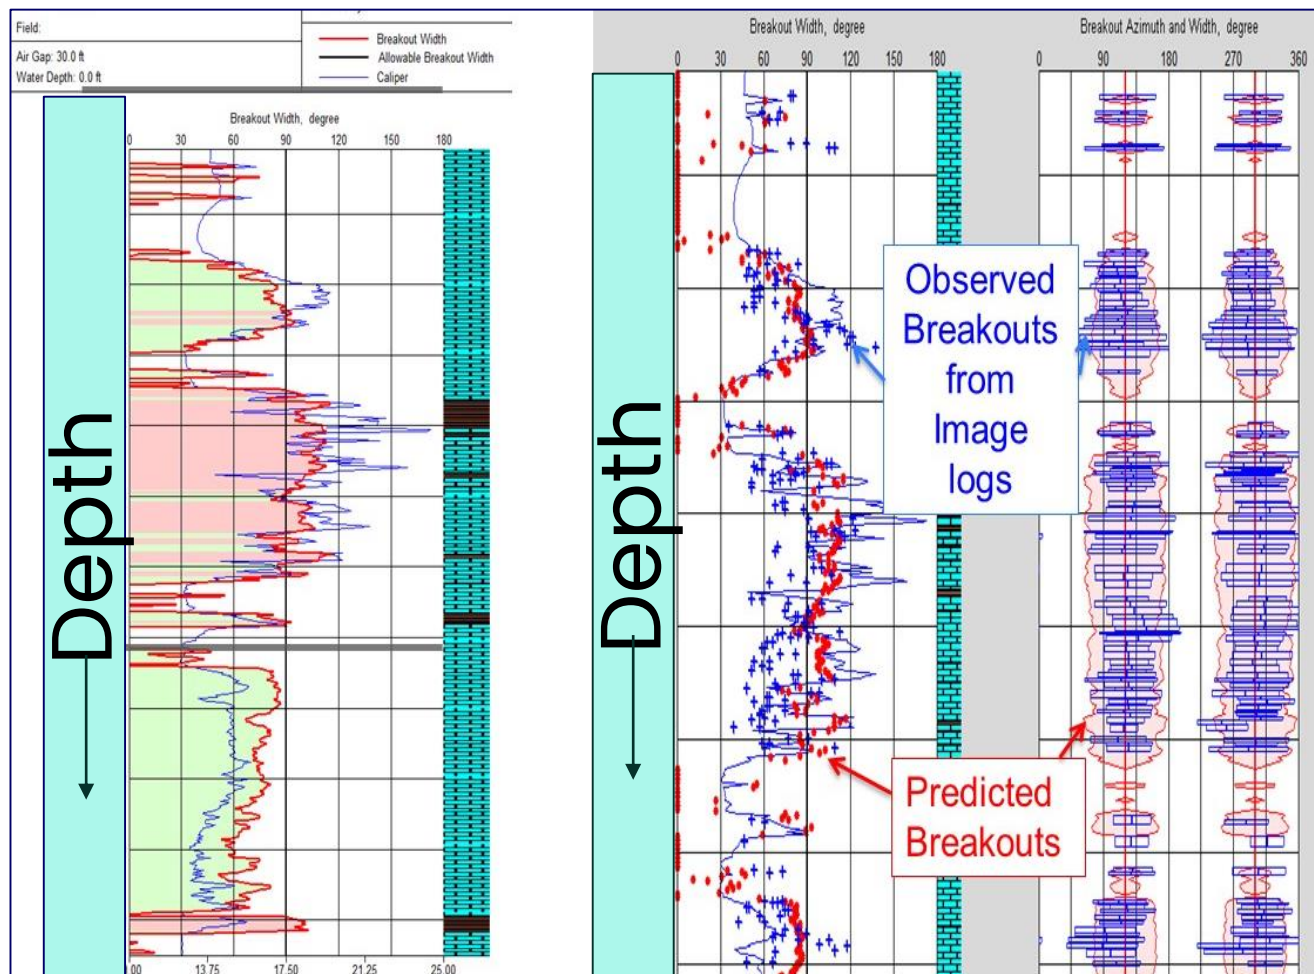 Field:
Air Gap: 30.0 ft
Water Depth: 0.0 ft
Breakout Width
Allowable Breakout Width
Caliper
Breakout Width, degree
0 30 60 90 120 150 180
Depth
13.75 17.50 21.25 25.00
Breakout Width, degree
0 30 60 90 120 150 180
Depth
Breakout Azimuth and Width, degree
0 90 180 270 360
Observed
Breakouts
from
Image
logs
Predicted
Breakouts